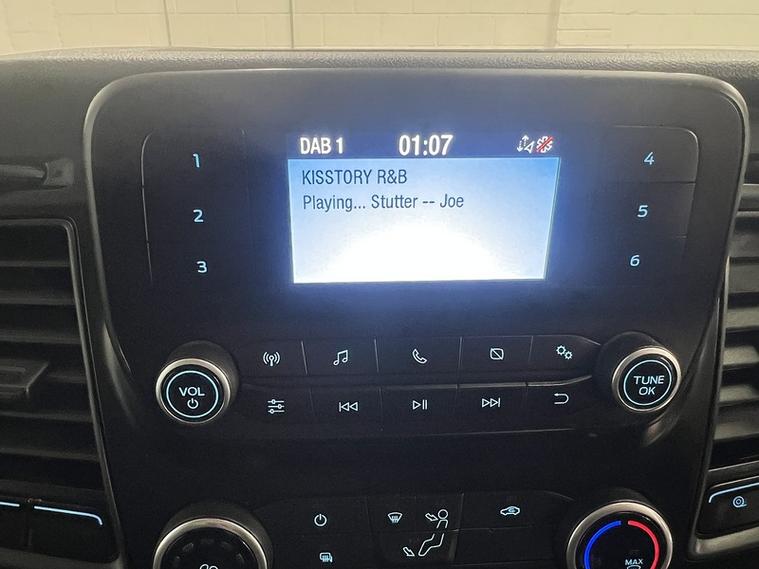 DAB 1 01:07
KISSTORY R&B
Playing... Stutter -- Joe
1
2
3
4
5
6
VOL
TUNE
OK
MAX